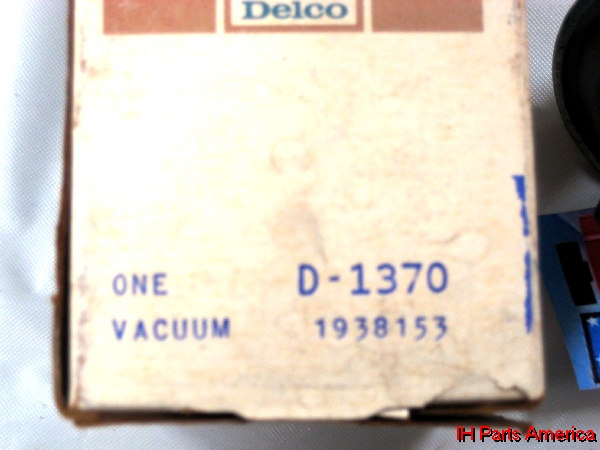 Delco
ONE D-1370
VACUUM 1938153
IH Parts America